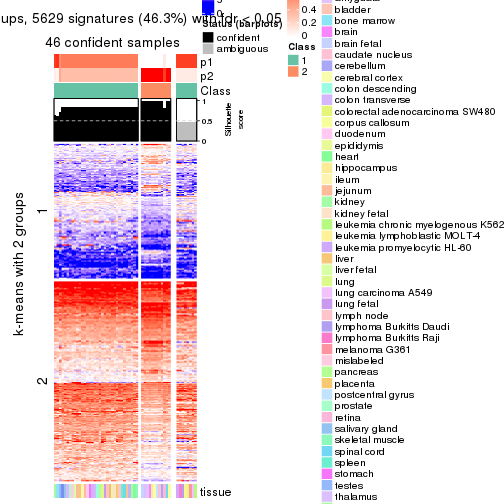 ups, 5629 signatures (46.3%) with fdr < 0.05
46 confident samples
p1
p2
Class
1
0.5
0
Silhouette
score
k-means with 2 groups
1
2
tissue
0
Status (barplots)
confident
ambiguous
0.4
0.2
0
Class
1
2
bladder
bone marrow
brain
brain fetal
caudate nucleus
cerebellum
cerebral cortex
colon descending
colon transverse
colorectal adenocarcinoma SW480
corpus callosum
duodenum
epididymis
heart
hippocampus
ileum
jejunum
kidney
kidney fetal
leukemia chronic myelogenous K562
leukemia lymphoblastic MOLT-4
leukemia promyelocytic HL-60
liver
liver fetal
lung
lung carcinoma A549
lung fetal
lymph node
lymphoma Burkitts Daudi
lymphoma Burkitts Raji
melanoma G361
mislabeled
pancreas
placenta
postcentral gyrus
prostate
retina
salivary gland
skeletal muscle
spinal cord
spleen
stomach
testes
thalamus